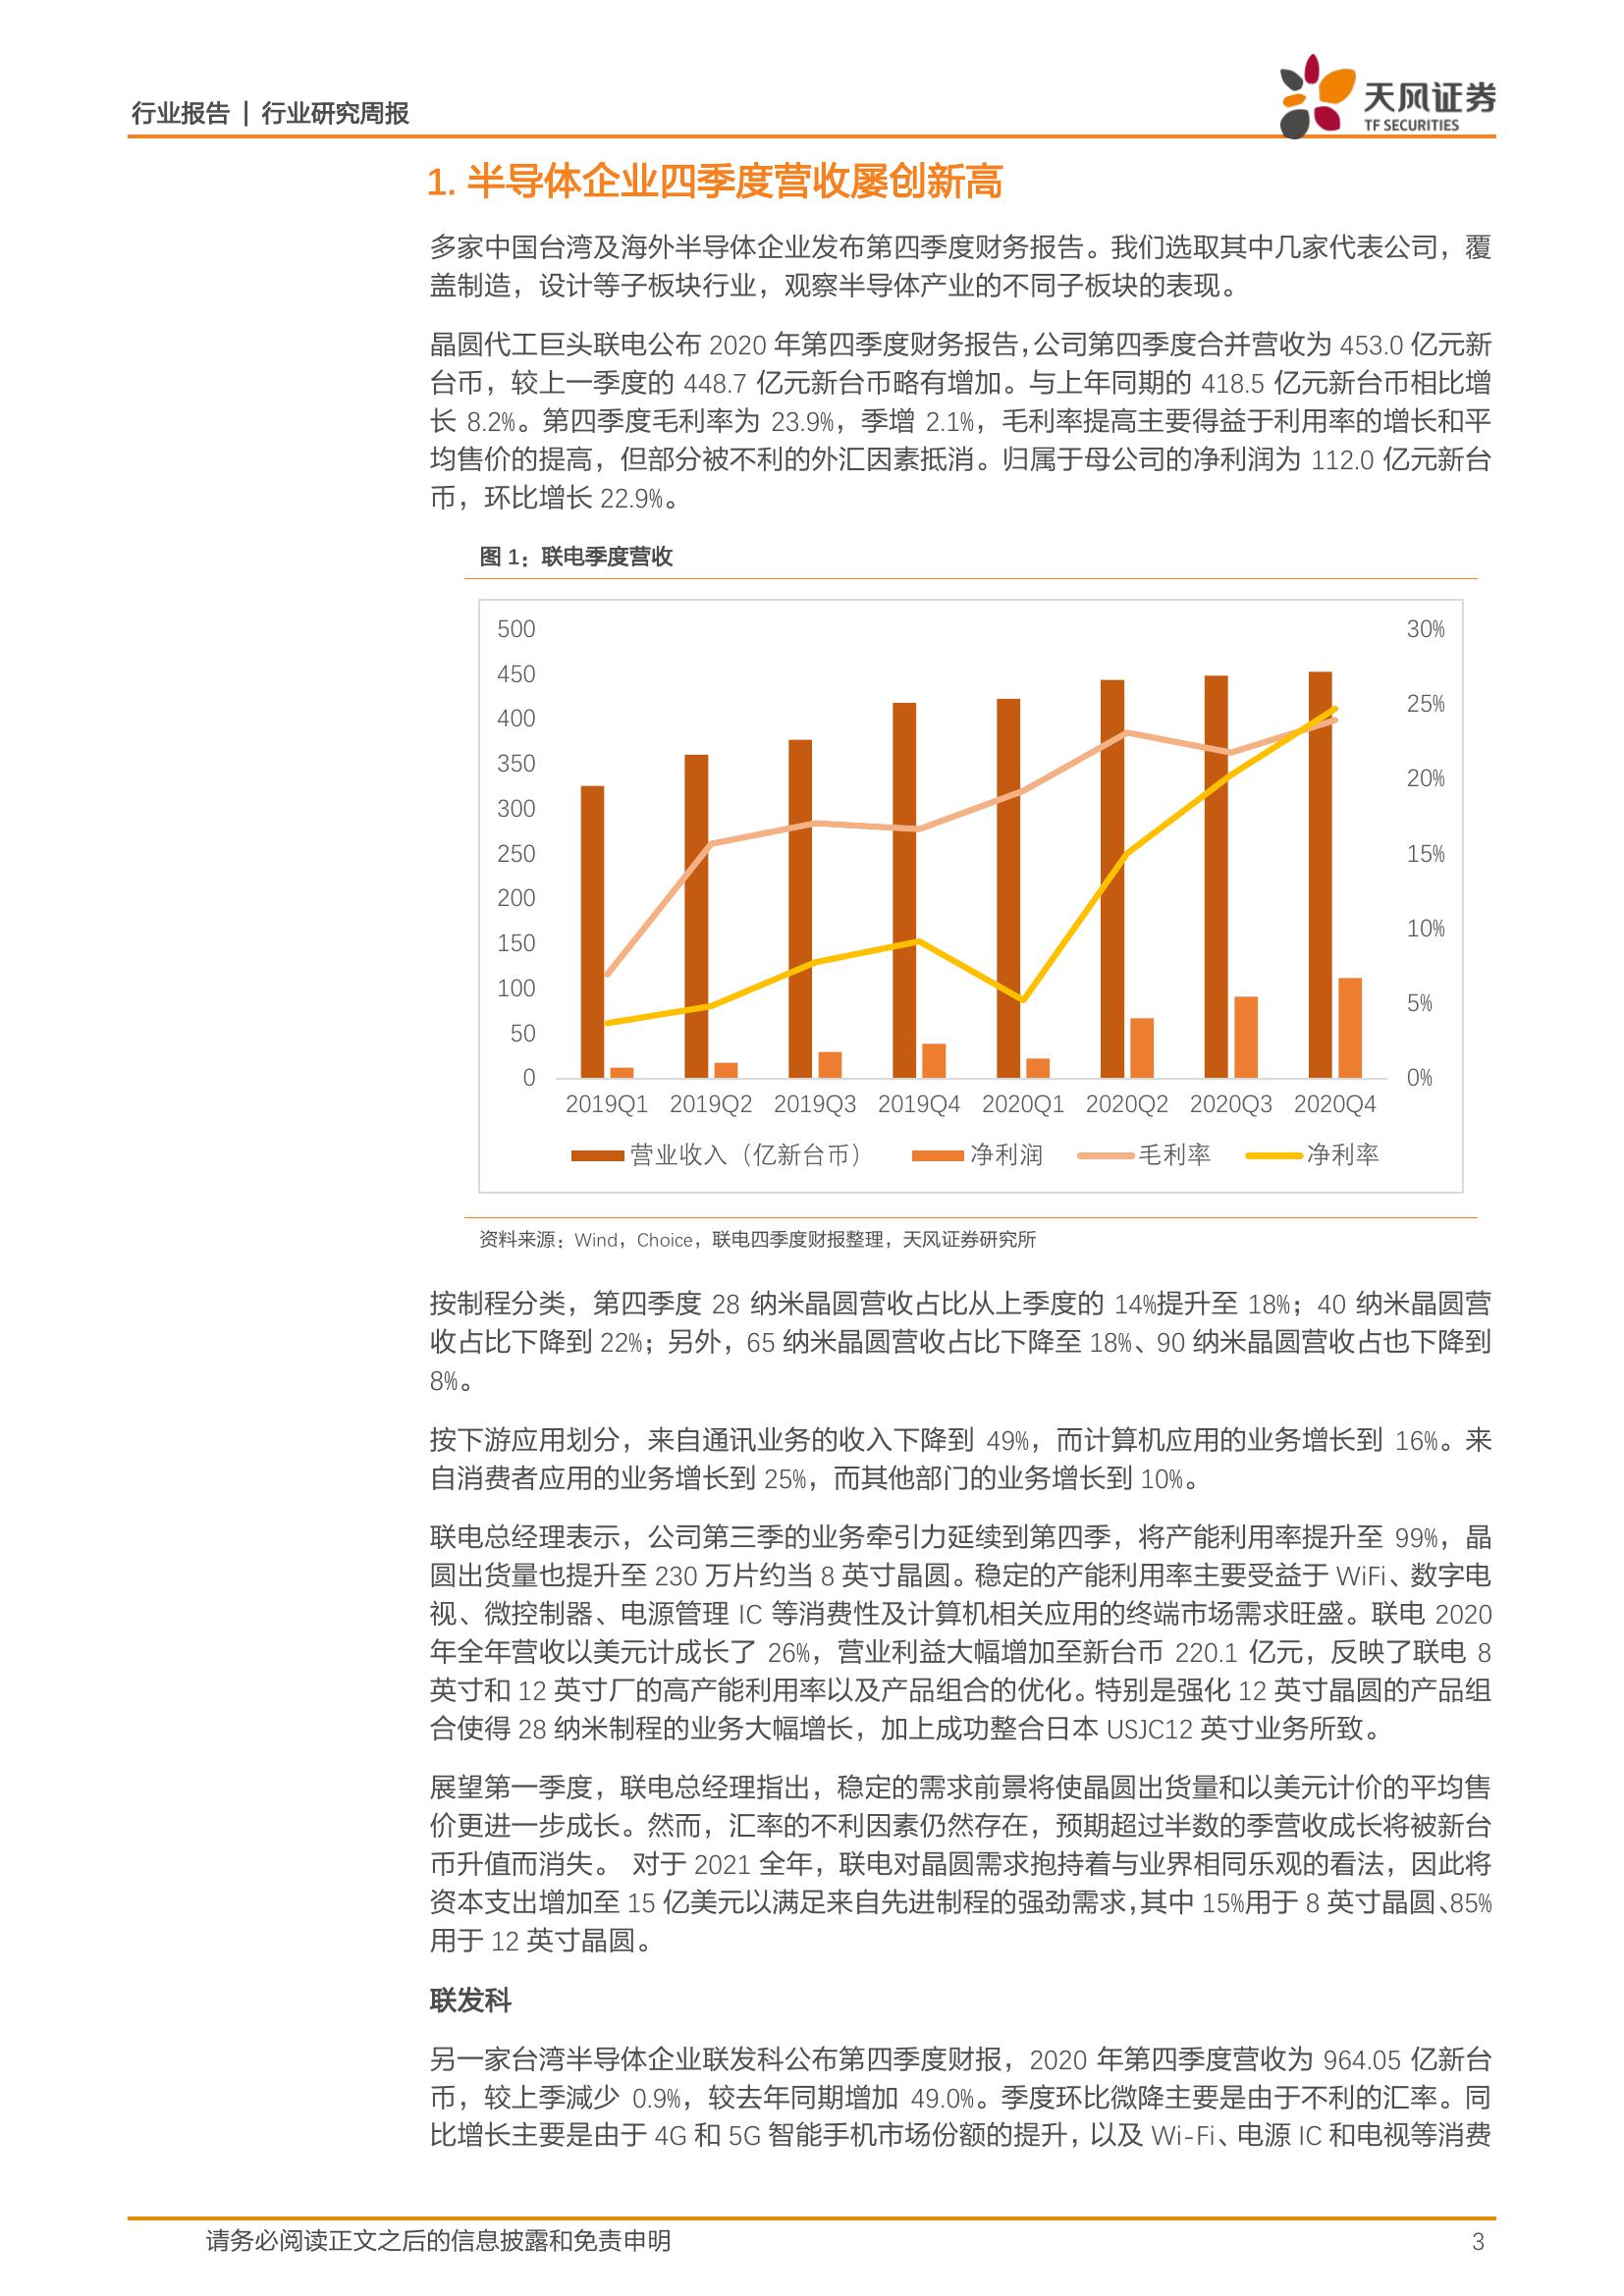 行业报告 | 行业研究周报
天风证券
TF SECURITIES
1. 半导体企业四季度营收屡创新高
多家中国台湾及海外半导体企业发布第四季度财务报告。我们选取其中几家代表公司，覆
盖制造，设计等子板块行业，观察半导体产业的不同子板块的表现。
晶圆代工巨头联电公布 2020 年第四季度财务报告，公司第四季度合并营收为 453.0 亿元新
台币，较上一季度的 448.7 亿元新台币略有增加。与上年同期的 418.5 亿元新台币相比增
长 8.2%。第四季度毛利率为 23.9%，季增 2.1%，毛利率提高主要得益于利用率的增长和平
均售价的提高，但部分被不利的外汇因素抵消。归属于母公司的净利润为 112.0 亿元新台
币，环比增长 22.9%。
图 1：联电季度营收
500
450
400
350
300
250
200
150
100
50
0
30%
25%
20%
15%
10%
5%
0%
2019Q1 2019Q2 2019Q3 2019Q4 2020Q1 2020Q2 2020Q3 2020Q4
营业收入（亿新台币） 净利润 毛利率 净利率
资料来源：Wind，Choice，联电四季度财报整理，天风证券研究所
按制程分类，第四季度 28 纳米晶圆营收占比从上季度的 14%提升至 18%；40 纳米晶圆营
收占比下降到 22%；另外，65 纳米晶圆营收占比下降至 18%、90 纳米晶圆营收占也下降到
8%。
按下游应用划分，来自通讯业务的收入下降到 49%，而计算机应用的业务增长到 16%。来
自消费者应用的业务增长到 25%，而其他部门的业务增长到 10%。
联电总经理表示，公司第三季的业务牵引力延续到第四季，将产能利用率提升至 99%，晶
圆出货量也提升至 230 万片约当 8 英寸晶圆。稳定的产能利用率主要受益于 WiFi、数字电
视、微控制器、电源管理 IC 等消费性及计算机相关应用的终端市场需求旺盛。联电 2020
年全年营收以美元计成长了 26%，营业利益大幅增加至新台币 220.1 亿元，反映了联电 8
英寸和 12 英寸厂的高产能利用率以及产品组合的优化。特别是强化 12 英寸晶圆的产品组
合使得 28 纳米制程的业务大幅增长，加上成功整合日本 USJC12 英寸业务所致。
展望第一季度，联电总经理指出，稳定的需求前景将使晶圆出货量和以美元计价的平均售
价更进一步成长。然而，汇率的不利因素仍然存在，预期超过半数的季营收成长将被新台
币升值而消失。 对于 2021 全年，联电对晶圆需求抱持着与业界相同乐观的看法，因此将
资本支出增加至 15 亿美元以满足来自先进制程的强劲需求，其中 15%用于 8 英寸晶圆、85%
用于 12 英寸晶圆。
联发科
另一家台湾半导体企业联发科公布第四季度财报，2020 年第四季度营收为 964.05 亿新台
币，较上季减少 0.9%，较去年同期增加 49.0%。季度环比微降主要是由于不利的汇率。同
比增长主要是由于 4G 和 5G 智能手机市场份额的提升，以及 Wi-Fi、电源 IC 和电视等消费
请务必阅读正文之后的信息披露和免责申明
3